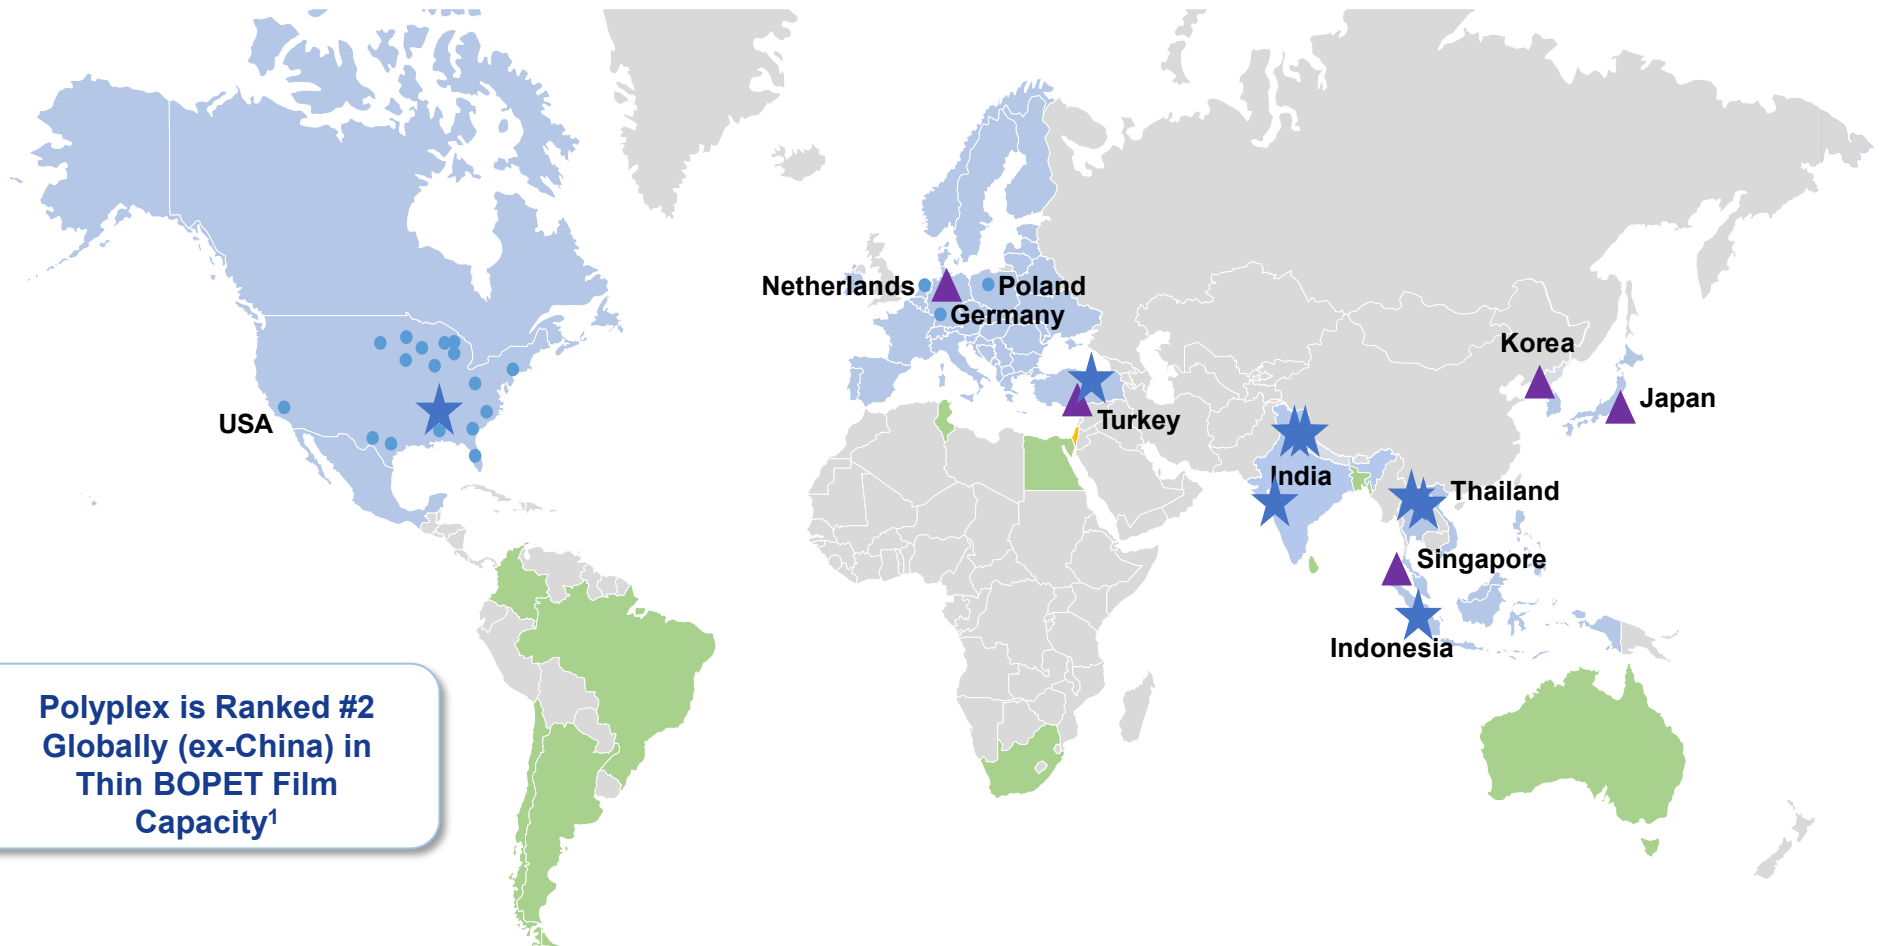 Netherlands
Poland
Germany
Korea
Japan
USA
Turkey
India
Thailand
Singapore
Indonesia
Polyplex is Ranked #2
Globally (ex-China) in
Thin BOPET Film
Capacity¹